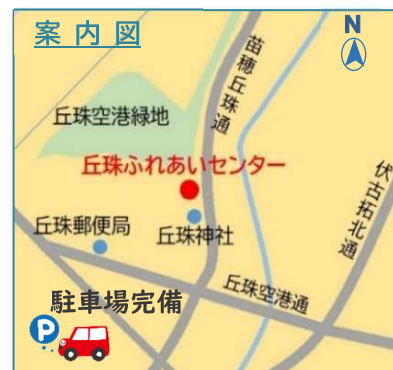 案内図
N
苗穂丘珠通
丘珠空港緑地
丘珠ふれあいセンター
伏古拓北通
丘珠郵便局
丘珠神社
丘珠空港通
駐車場完備
P